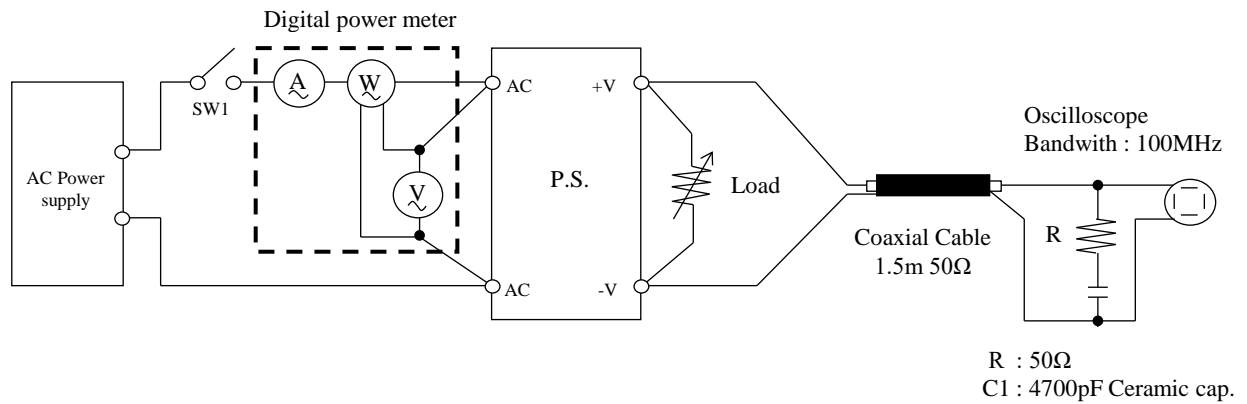 Digital power meter
A
W
SW1
AC
+V
Oscilloscope
Bandwith : 100MHz
AC Power
supply
V
P.S.
Load
Coaxial Cable
1.5m 50Ω
R
AC
-V
R : 50Ω
C1 : 4700pF Ceramic cap.